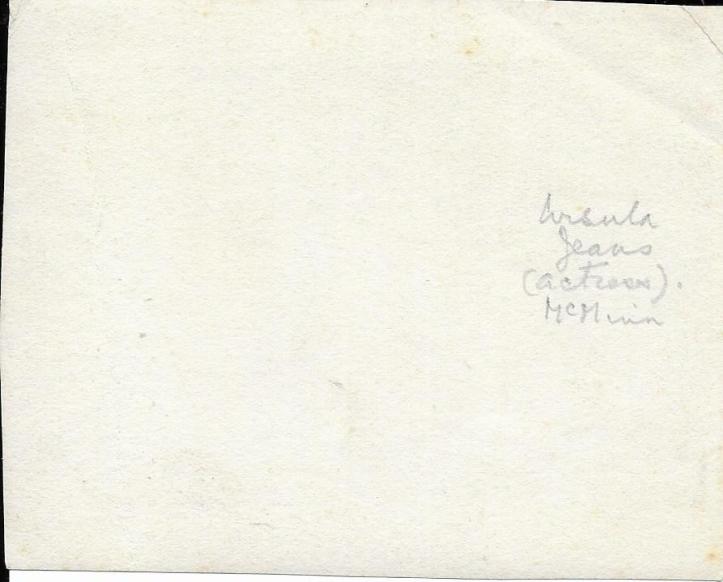 Ursula
Jeans
(actress).
McMinn